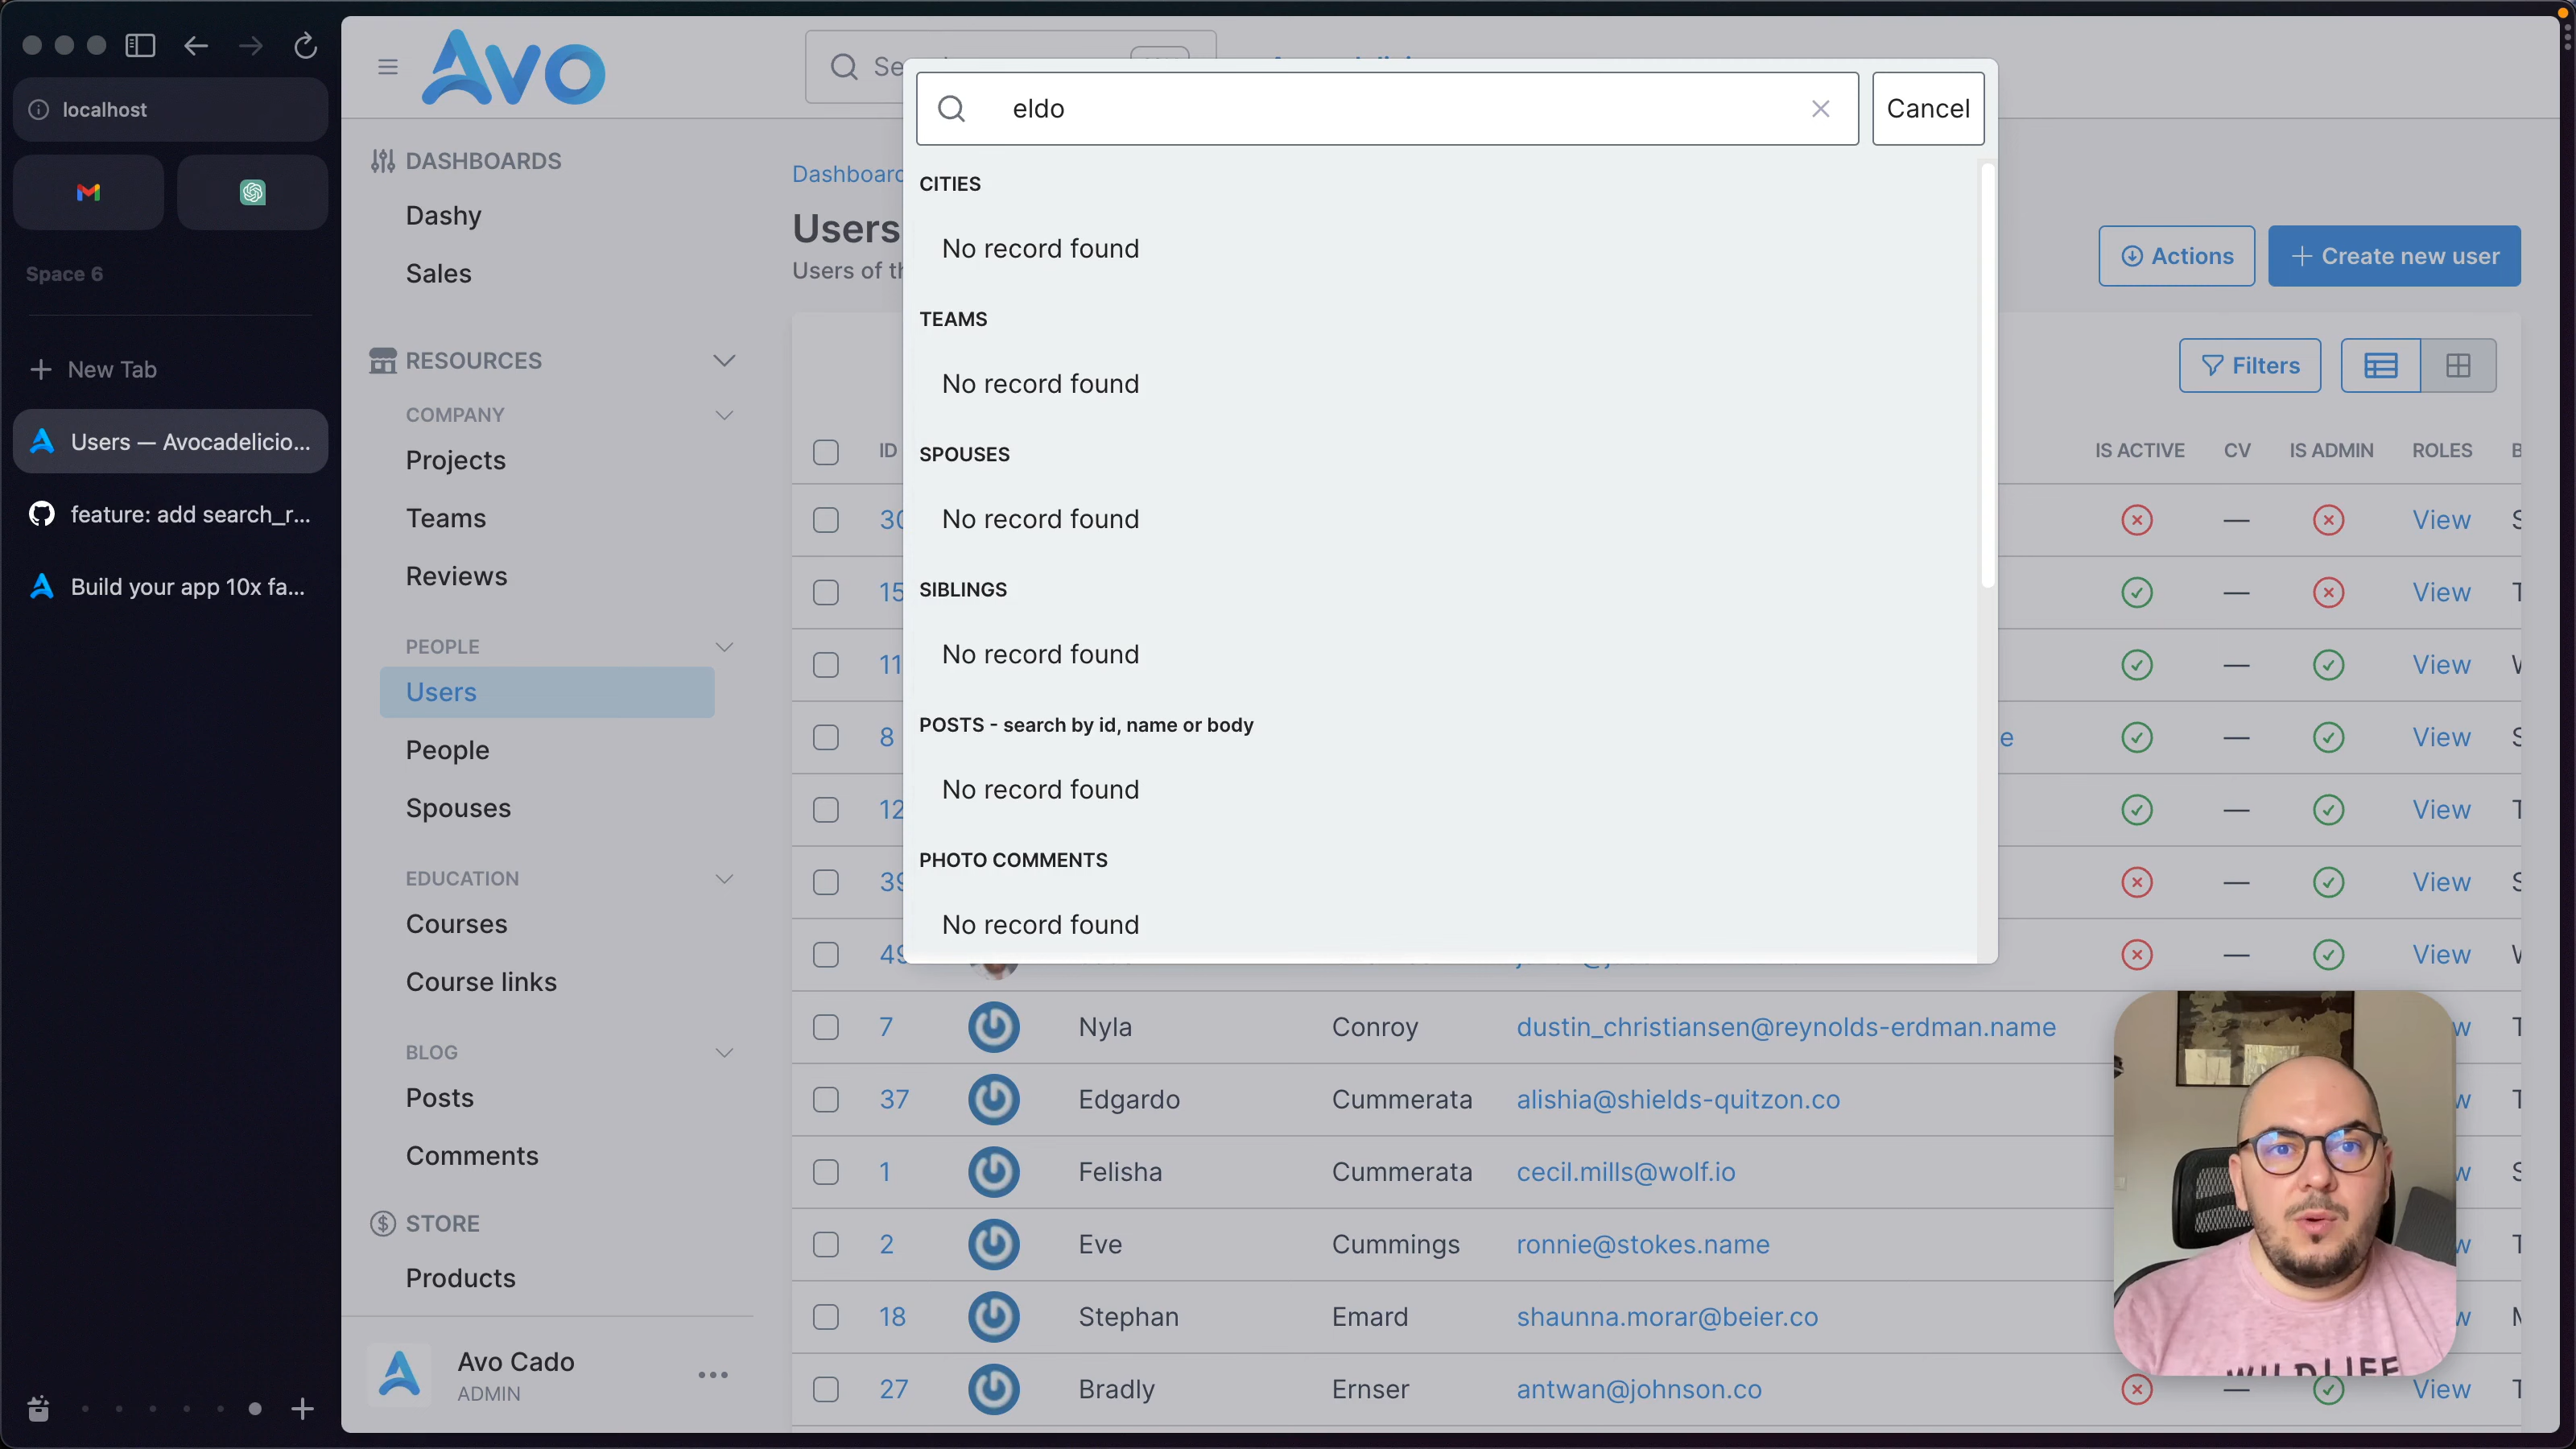 localhost
Space 6
New Tab
Users — Avocadelicio...
feature: add search_r...
Build your app 10x fa...
Avo
DASHBOARDS
Dashy
Sales
RESOURCES
COMPANY
Projects
Teams
Reviews
PEOPLE
Users
People
Spouses
EDUCATION
Courses
Course links
BLOG
Posts
Comments
STORE
Products
Avo Cado
ADMIN
eldo
Cancel
CITIES
No record found
TEAMS
No record found
SPOUSES
No record found
SIBLINGS
No record found
POSTS - search by id, name or body
No record found
PHOTO COMMENTS
No record found
Users
Users of
Actions
Create new user
Filters
ID IS ACTIVE CV IS ADMIN ROLES
— View
15 — View
11 — View
8 e — View
12 — View
— View
— View
7 Nyla Conroy dustin_christiansen@reynolds-erdman.name
37 Edgardo Cummerata alishia@shields-quitzon.co
1 Felisha Cummerata cecil.mills@wolf.io
2 Eve Cummings ronnie@stokes.name
18 Stephan Emard shaunna.morar@beier.co
27 Bradly Ernser antwan@johnson.co — View